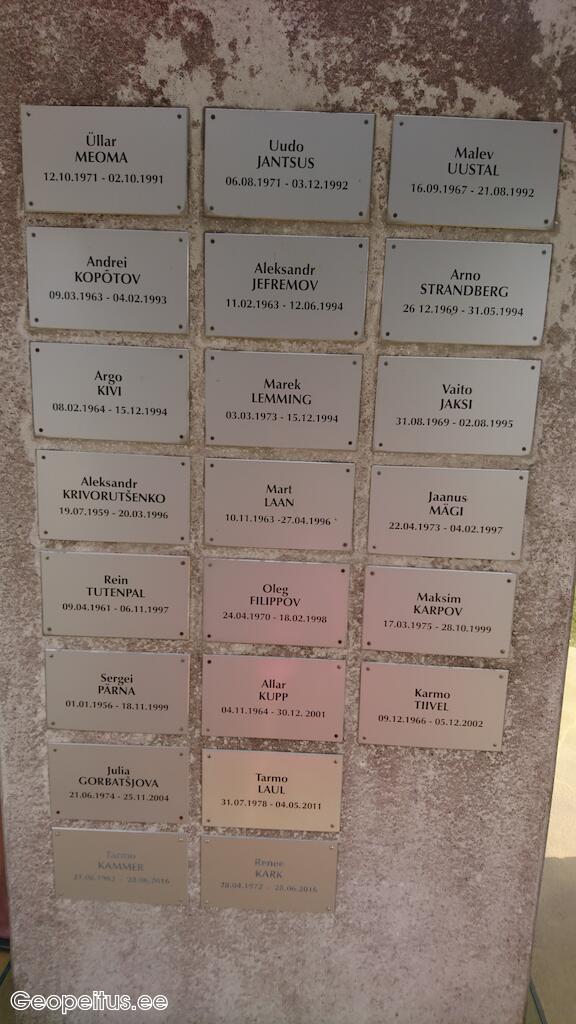 Üllar
MEOMA
12.10.1971 - 02.10.1991
Uudo
JANTSUS
06.08.1971 - 03.12.1992
Malev
UUSTAL
16.09.1967 - 21.08.1992
Andrei
KOPÕTOV
09.03.1963 - 04.02.1993
Aleksandr
JEFREMOV
11.02.1963 - 12.06.1994
Arno
STRANDBERG
26 12.1969 - 31.05.1994
Argo
KIVI
08.02.1964 - 15.12.1994
Marek
LEMMING
03.03.1973 - 15.12.1994
Vaito
JAKSI
31.08.1969 - 02.08.1995
Aleksandr
KRIVORUTŠENKO
19.07.1959 - 20.03.1996
Mart
LAAN
10.11.1963 -27.04.1996
Jaanus
MÄGI
22.04.1973 - 04.02.1997
Rein
TUTENPAL
09.04.1961 - 06.11.1997
Oleg
FILIPPOV
24.04.1970 - 18.02.1998
Maksim
KARPOV
17.03.1975 - 28.10.1999
Sergei
PÄRNA
01.01.1956 - 18.11.1999
Allar
KUPP
04.11.1964 - 30.12. 2001
Karmo
TIIVEL
09.12.1966 - 05.12.2002
Julia
GORBATŠJOVA
21.06.1974 - 25.11.2004
Tarmo
LAUL
31.07.1978 - 04.05.2011
Tarmo
KAMMER
- 28.06.2016
Renee
KARK
28.04.1972 - 28.06.2016
Geopeitus.ee